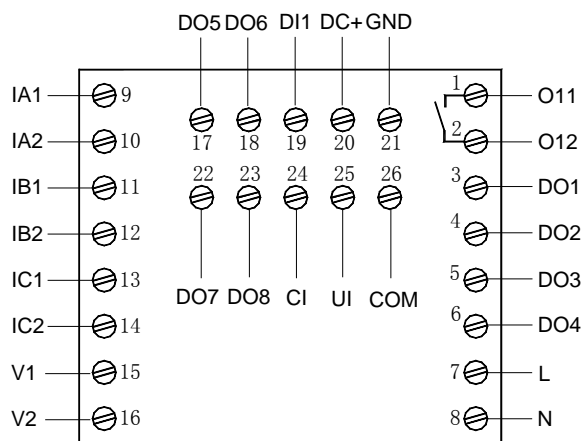 DO5 DO6 DI1 DC+ GND
IA1 9 1 O11
17 18 19 20 21
IA2 10 2 O12
22 23 24 25 26
IB1 11 3 DO1
IB2 12 4 DO2
IC1 13 5 DO3
DO7 DO8 CI UI COM
IC2 14 6 DO4
V1 15 7 L
V2 16 8 N